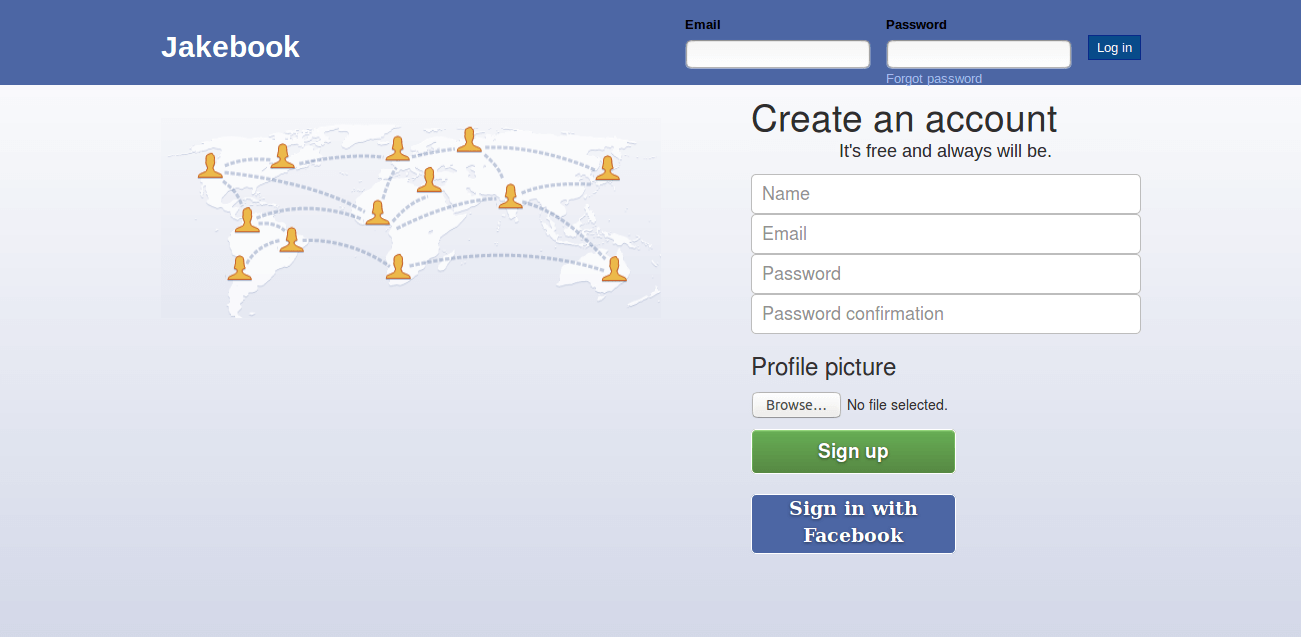 Jakebook
Email
Password
Log in
Forgot password
Create an account
It's free and always will be.
Name
Email
Password
Password confirmation
Profile picture
Browse... No file selected.
Sign up
Sign in with
Facebook